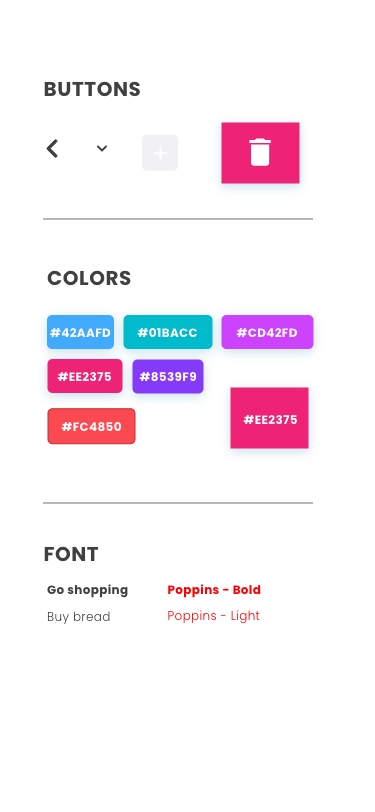 BUTTONS
COLORS
#42AAFD #01BACC #CD42FD
#EE2375 #8539F9
#EE2375
#FC4850
FONT
Go shopping Poppins - Bold
Buy bread Poppins - Light